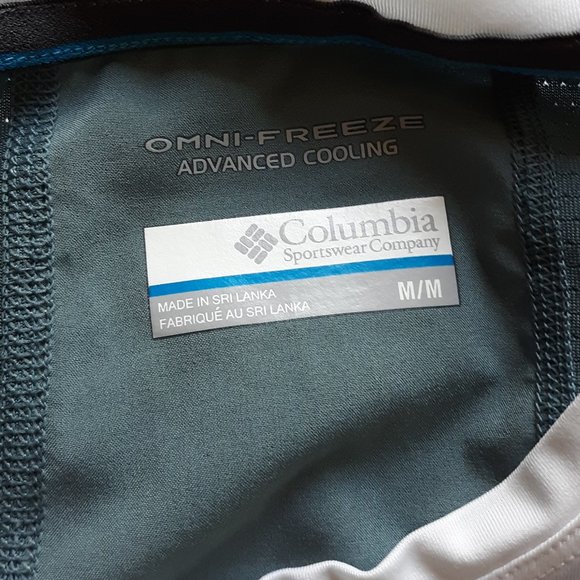 OMNI-FREEZE
ADVANCED COOLING
Columbia
Sportswear Company
MADE IN SRI LANKA
FABRIQUÉ AU SRI LANKA
M/M